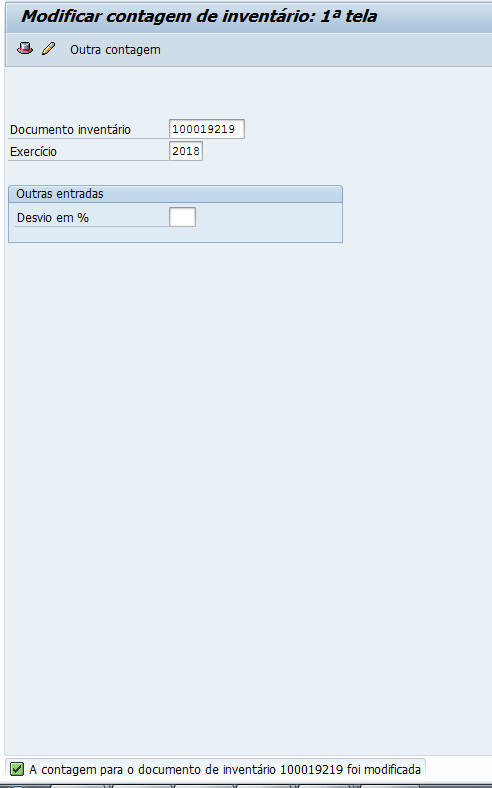 Modificar contagem de inventário: 1ª tela
Outra contagem
Documento inventário 100019219
Exercício 2018
Outras entradas
Desvio em %
A contagem para o documento de inventário 100019219 foi modificada